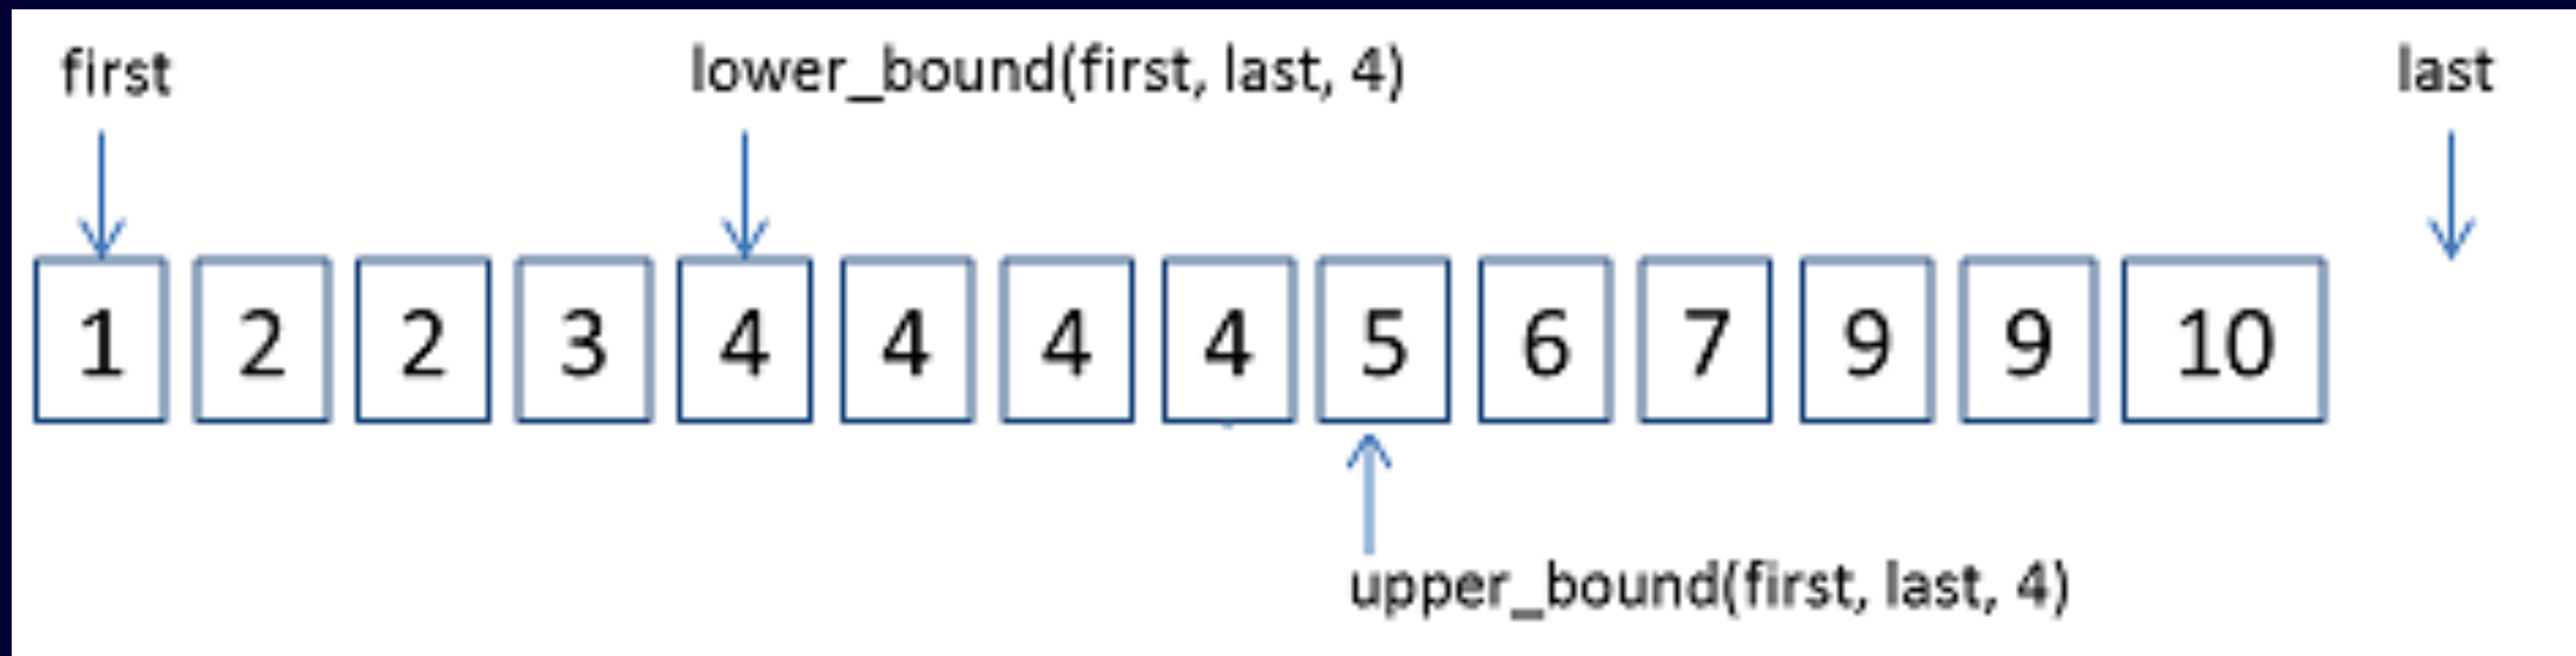 first lower_bound(first, last, 4) last
1 2 2 3 4 4 4 4 5 6 7 9 9 10
upper_bound(first, last, 4)